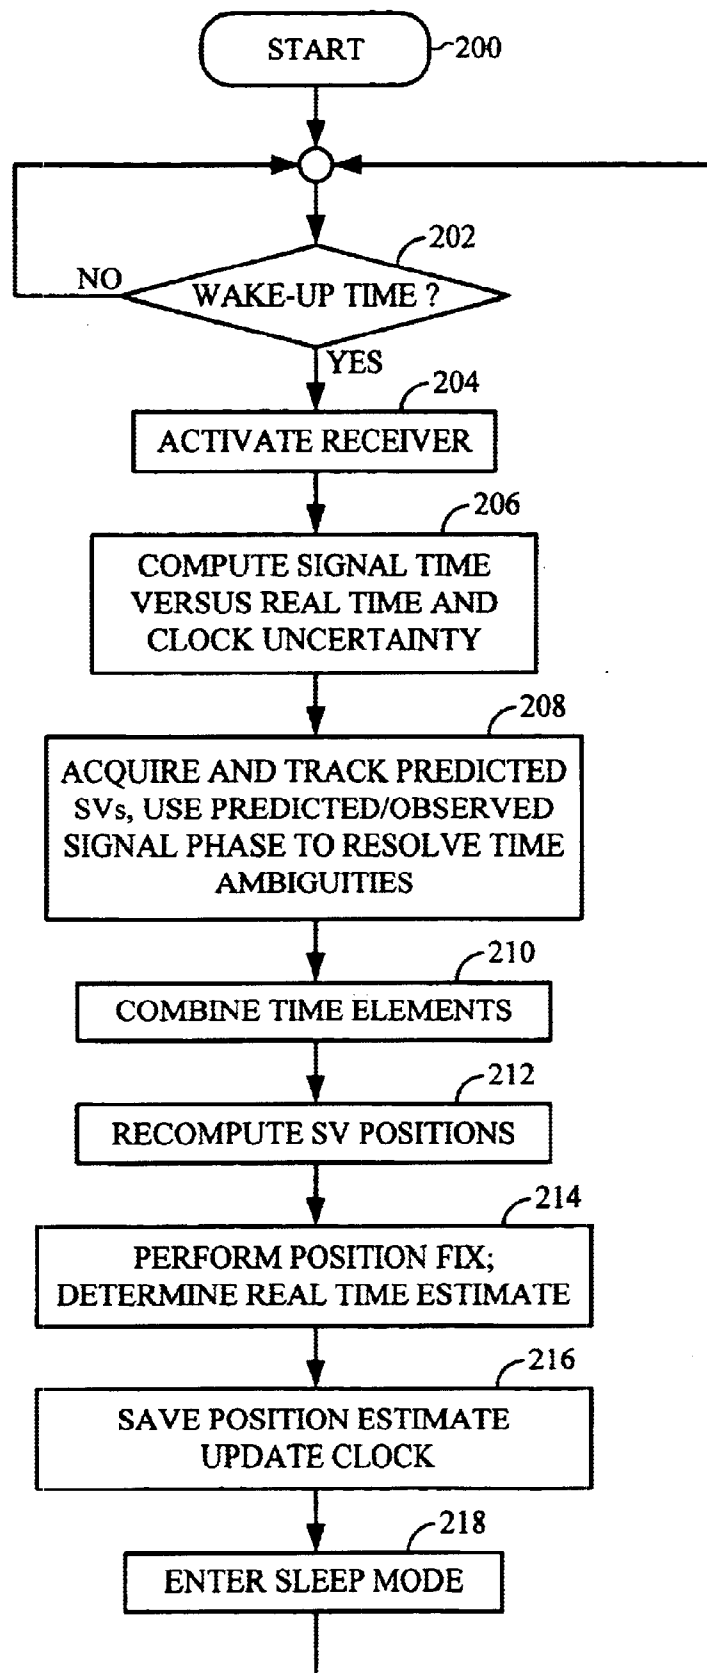 START
200
202
NO
WAKE-UP TIME ?
YES
204
ACTIVATE RECEIVER
206
COMPUTE SIGNAL TIME
VERSUS REAL TIME AND
CLOCK UNCERTAINTY
208
ACQUIRE AND TRACK PREDICTED
SVs, USE PREDICTED/OBSERVED
SIGNAL PHASE TO RESOLVE TIME
AMBIGUITIES
210
COMBINE TIME ELEMENTS
212
RECOMPUTE SV POSITIONS
214
PERFORM POSITION FIX;
DETERMINE REAL TIME ESTIMATE
216
SAVE POSITION ESTIMATE
UPDATE CLOCK
218
ENTER SLEEP MODE